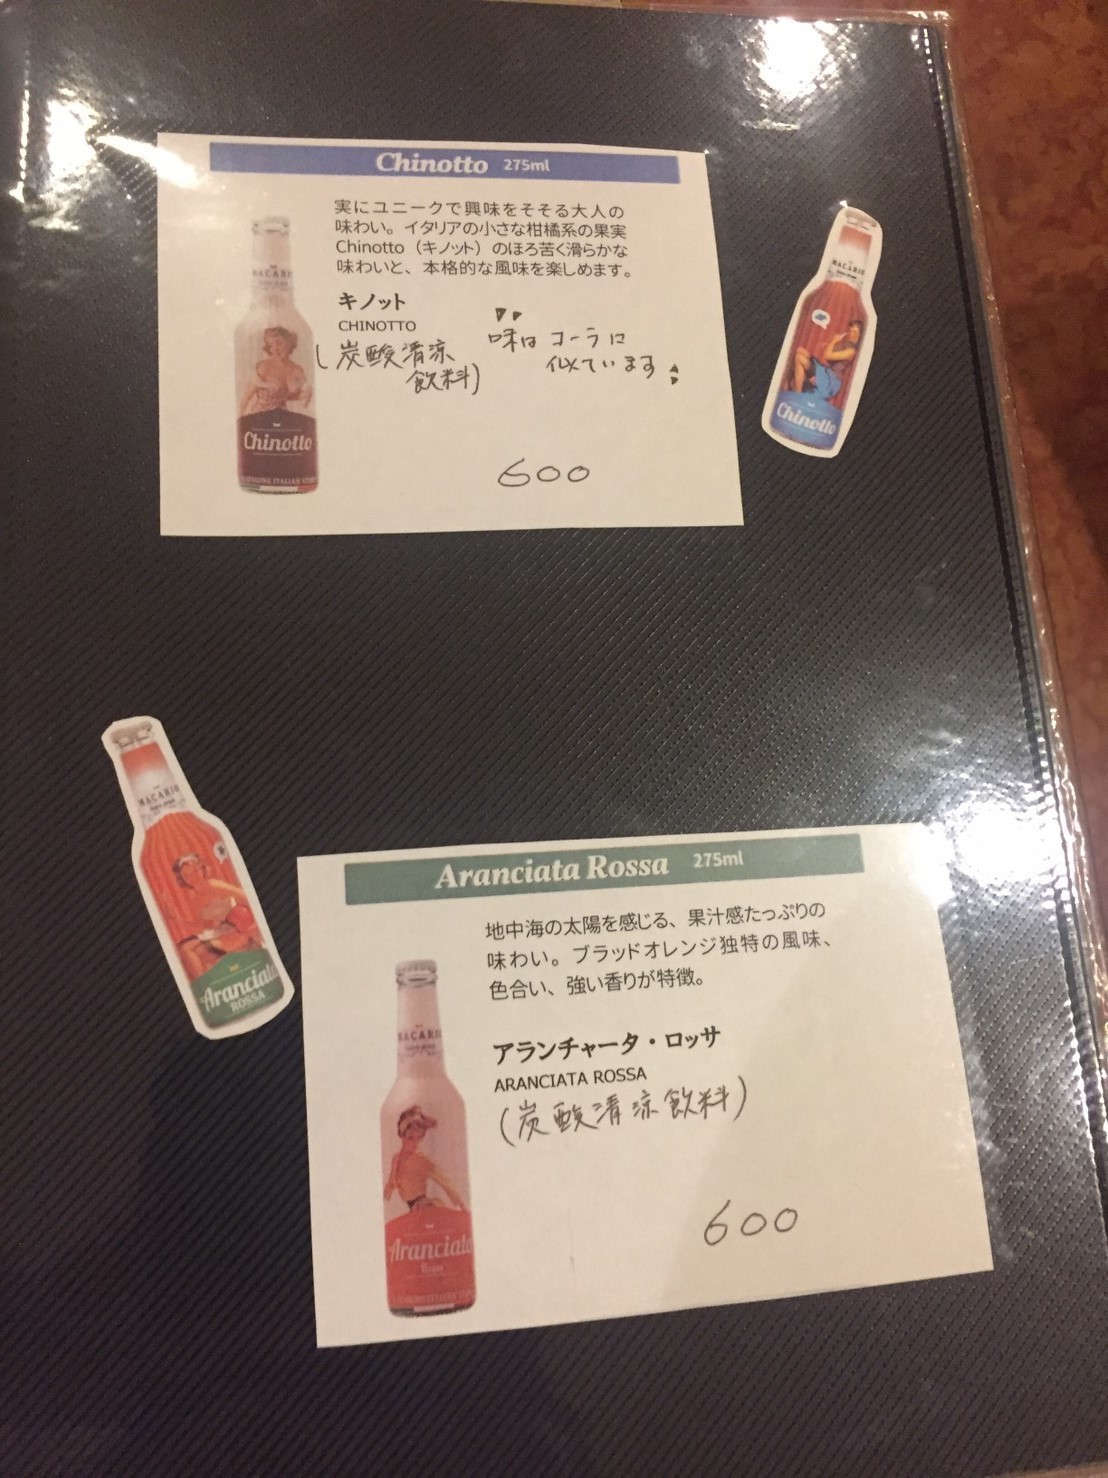 Chinotto 275ml
実にユニークで興味をそそる大人の
味わい。イタリアの小さな柑橘系の果実
Chinotto（キノット）のほろ苦く滑らかな
味わいと、本格的な風味を楽しめます。
キノット
CHINOTTO
(炭酸清涼
飲料)
味はコーラに
似ています
600
MACARIO
Chinotto
MACARIO
Chinotto
MACARIO
Aranciata
ROSSA
Aranciata Rossa 275ml
地中海の太陽を感じる、果汁感たっぷりの
味わい。ブラッドオレンジ独特の風味、
色合い、強い香りが特徴。
アランチャータ・ロッサ
ARANCIATA ROSSA
(炭酸清涼飲料)
600
MACARIO
Aranciata